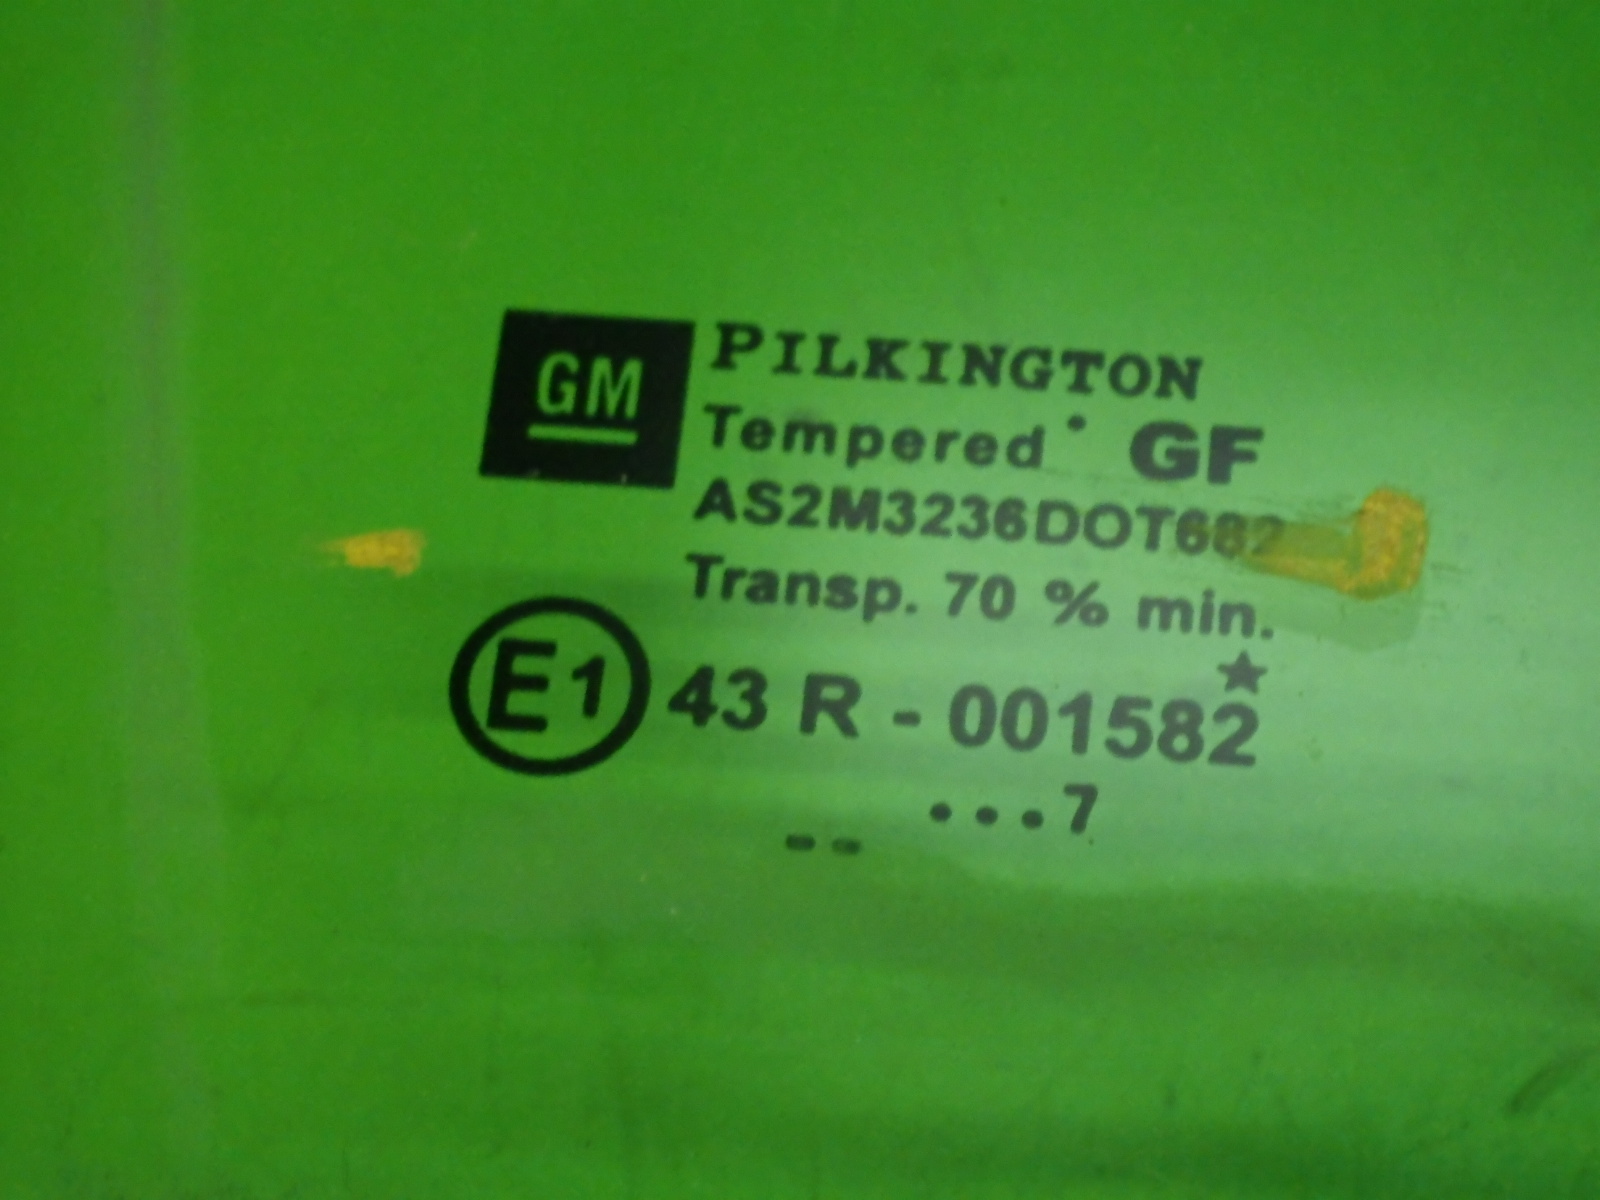 GM
PILKINGTON
Tempered • GF
AS2M3236DOT682
Transp. 70 % min.
E1 43 R - 001582 ★
...7
--